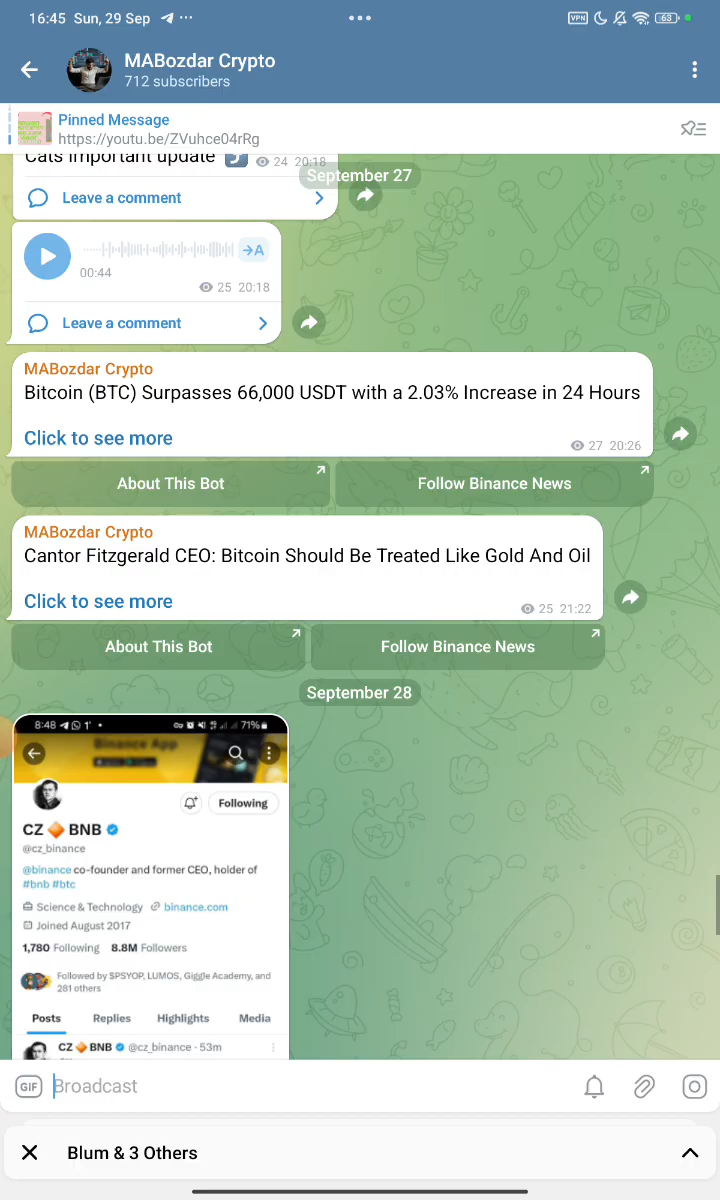 16:45 Sun, 29 Sep
VPN 63
MABozdar Crypto
712 subscribers
Pinned Message
https://youtu.be/ZVuhce04rRg
Cats important update 24 20:18
September 27
Leave a comment
→A
00:44
25 20:18
Leave a comment
MABozdar Crypto
Bitcoin (BTC) Surpasses 66,000 USDT with a 2.03% Increase in 24 Hours
Click to see more
27 20:26
About This Bot
Follow Binance News
MABozdar Crypto
Cantor Fitzgerald CEO: Bitcoin Should Be Treated Like Gold And Oil
Click to see more
25 21:22
About This Bot
Follow Binance News
September 28
8:48 71%
Binance App
Following
CZ BNB
@cz_binance
@binance co-founder and former CEO, holder of
#bnb #btc
Science & Technology binance.com
Joined August 2017
1,780 Following 8.8M Followers
Followed by $PSYOP, LUMOS, Giggle Academy, and
281 others
Posts Replies Highlights Media
CZ BNB @cz_binance · 53m
GIF Broadcast
Blum & 3 Others